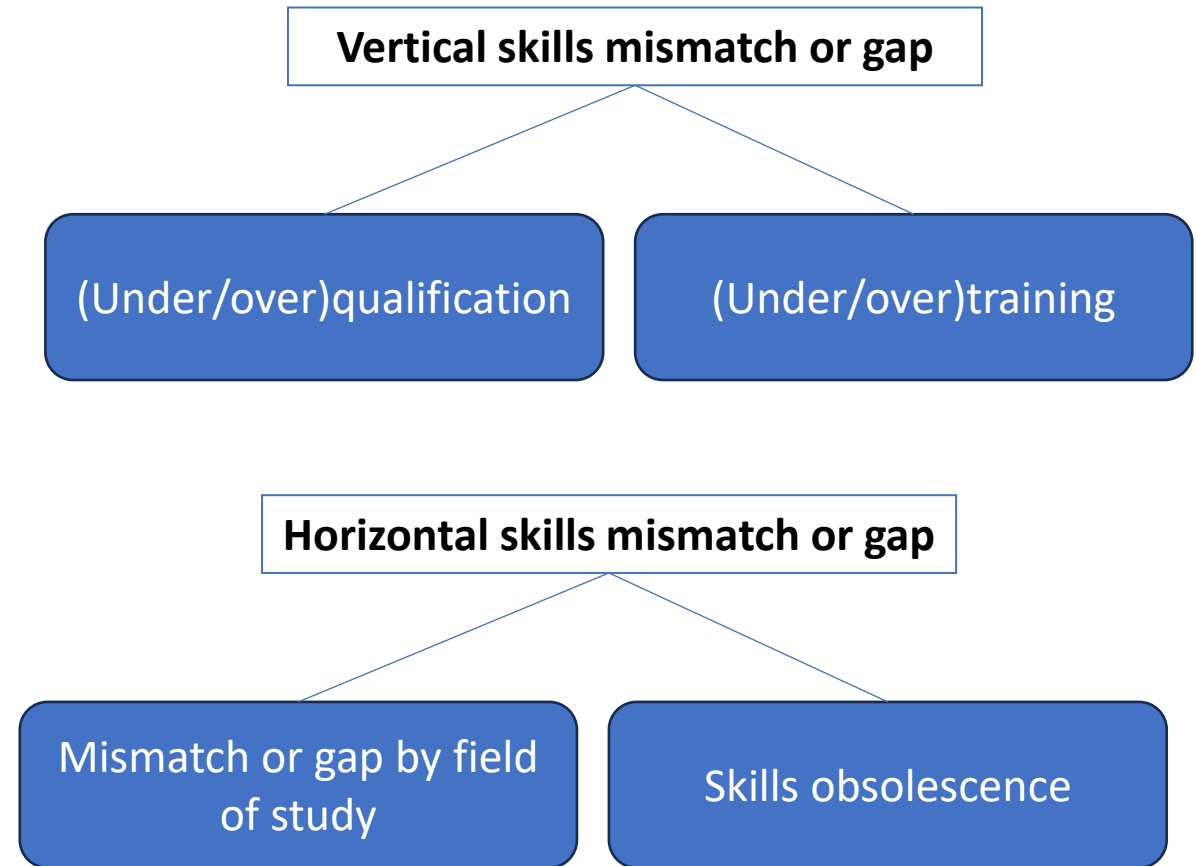 Vertical skills mismatch or gap
(Under/over)qualification
(Under/over)training
Horizontal skills mismatch or gap
Mismatch or gap by field
of study
Skills obsolescence